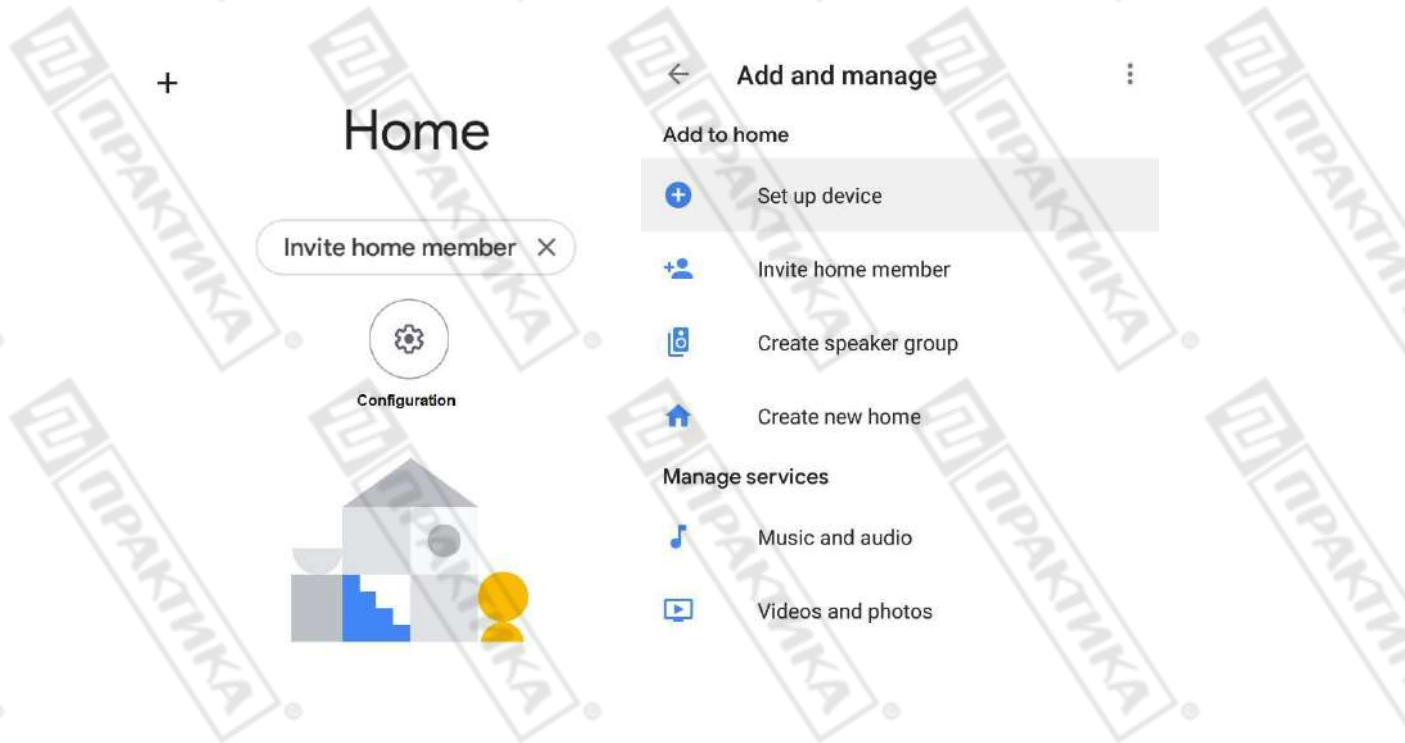 +
Home
Invite home member ×
Configuration
Add and manage
Add to home
Set up device
Invite home member
Create speaker group
Create new home
Manage services
Music and audio
Videos and photos
ПРАКТИКА